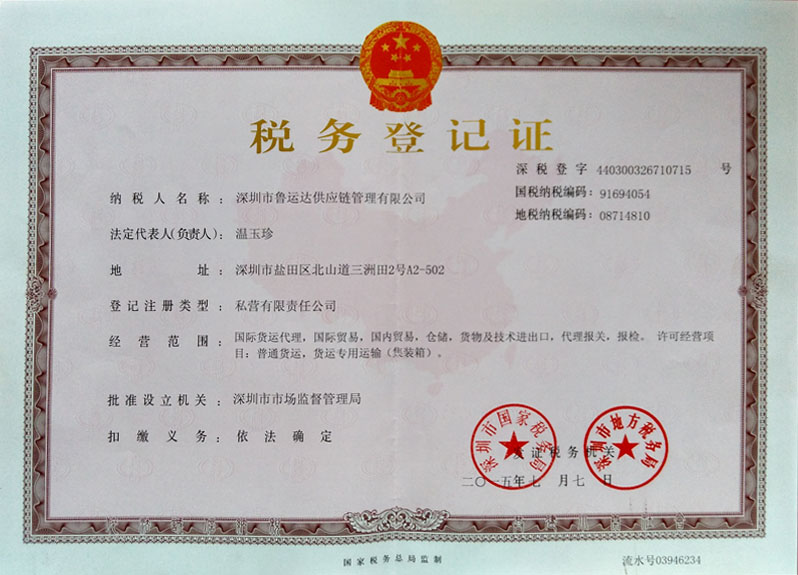 税务登记证
深税登字 440300326710715 号
国税纳税编码：91694054
地税纳税编码：08714810
纳税人名称：深圳市鲁运达供应链管理有限公司
法定代表人(负责人)：温玉珍
地址：深圳市盐田区北山道三洲田2号A2-502
登记注册类型：私营有限责任公司
经营范围：国际货运代理，国际贸易，国内贸易，仓储，货物及技术进出口，代理报关，报检。 许可经营项
目：普通货运，货运专用运输（集装箱）。
批准设立机关：深圳市市场监督管理局
扣缴义务：依法确定
深圳市国家税务局
深圳市地方税务局
发证税务机关
二〇一五年七月七日
国家税务总局监制
流水号03946234